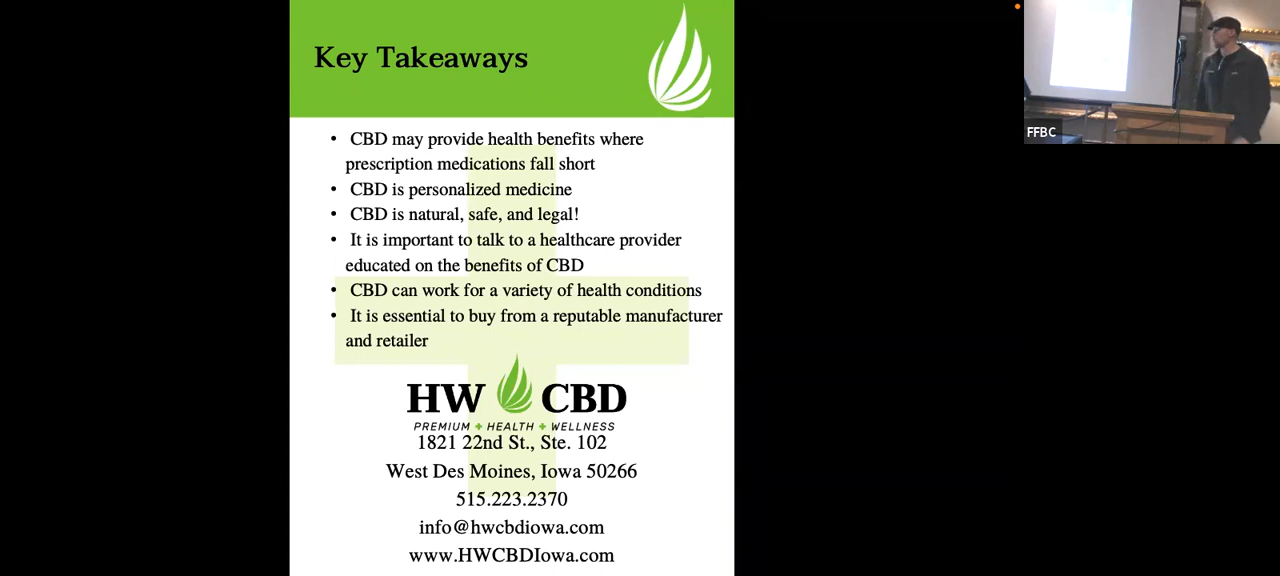 Key Takeaways
• CBD may provide health benefits where
prescription medications fall short
• CBD is personalized medicine
• CBD is natural, safe, and legal!
• It is important to talk to a healthcare provider
educated on the benefits of CBD
• CBD can work for a variety of health conditions
• It is essential to buy from a reputable manufacturer
and retailer
HW CBD
PREMIUM + HEALTH + WELLNESS
1821 22nd St., Ste. 102
West Des Moines, Iowa 50266
515.223.2370
info@hwcbdiowa.com
www.HWCBDIowa.com
FFBC